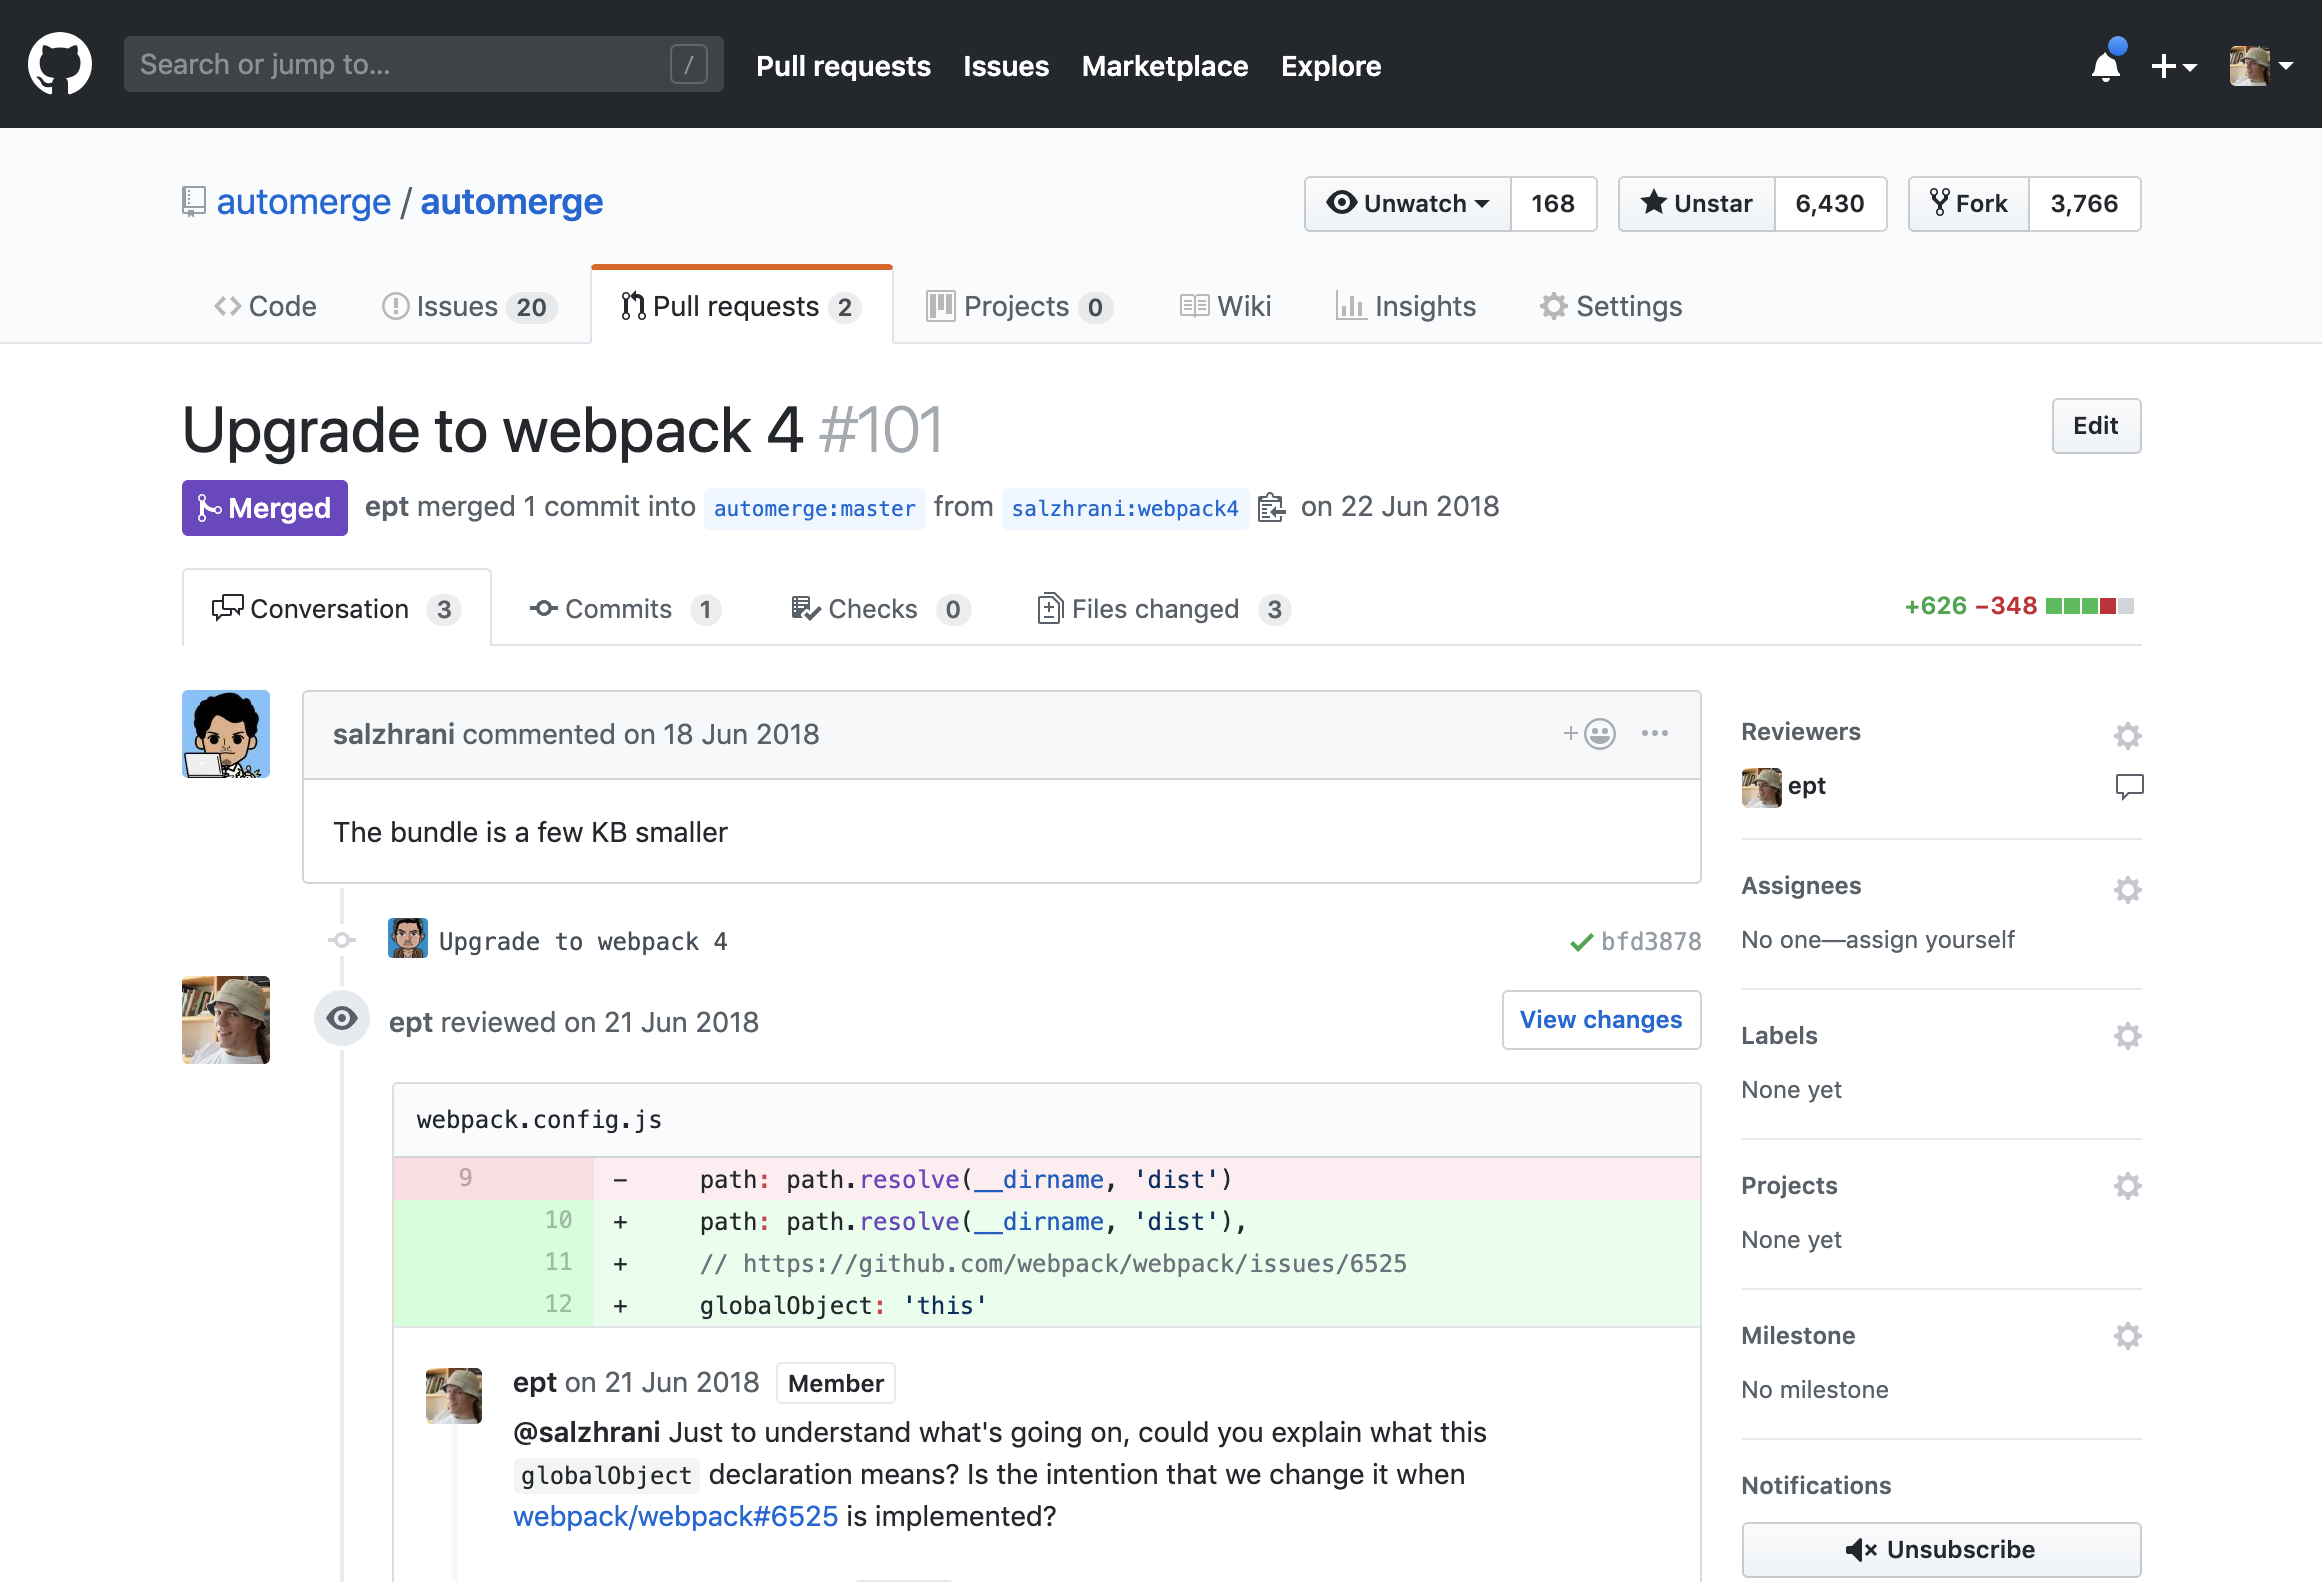 Search or jump to... /
Pull requests Issues Marketplace Explore
automerge / automerge
Unwatch 168 Unstar 6,430 Fork 3,766
Code Issues 20 Pull requests 2 Projects 0 Wiki Insights Settings
Upgrade to webpack 4 #101
Edit
Merged ept merged 1 commit into automerge:master from salzhrani:webpack4 on 22 Jun 2018
Conversation 3 Commits 1 Checks 0 Files changed 3
+626 −348
salzhrani commented on 18 Jun 2018
The bundle is a few KB smaller
Upgrade to webpack 4 bfd3878
ept reviewed on 21 Jun 2018
View changes
webpack.config.js
9 - path: path.resolve(__dirname, 'dist')
10 + path: path.resolve(__dirname, 'dist'),
11 + // https://github.com/webpack/webpack/issues/6525
12 + globalObject: 'this'
ept on 21 Jun 2018 Member
@salzhrani Just to understand what's going on, could you explain what this
globalObject declaration means? Is the intention that we change it when
webpack/webpack#6525 is implemented?
Reviewers
ept
Assignees
No one—assign yourself
Labels
None yet
Projects
None yet
Milestone
No milestone
Notifications
Unsubscribe